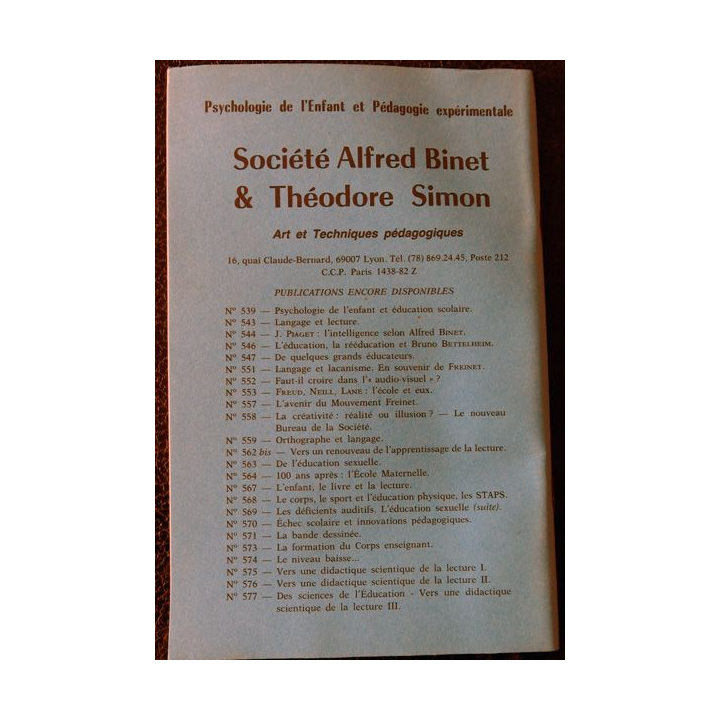 Psychologie de l'Enfant et Pédagogie expérimentale
Société Alfred Binet
& Théodore Simon
Art et Techniques pédagogiques
16, quai Claude-Bernard, 69007 Lyon. Tél. (78) 869.24.45, Poste 212
C.C.P. Paris 1438-82 Z
PUBLICATIONS ENCORE DISPONIBLES
N° 539 — Psychologie de l'enfant et éducation scolaire.
N° 543 — Langage et lecture.
N° 544 — J. PIAGET : l'intelligence selon Alfred BINET.
N° 546 — L'éducation, la rééducation et Bruno BETTELHEIM.
N° 547 — De quelques grands éducateurs.
N° 551 — Langage et lacanisme. En souvenir de FREINET.
N° 552 — Faut-il croire dans l'« audio-visuel » ?
N° 553 — FREUD, NEILL, LANE : l'école et eux.
N° 557 — L'avenir du Mouvement Freinet.
N° 558 — La créativité : réalité ou illusion ? — Le nouveau
Bureau de la Société.
N° 559 — Orthographe et langage.
N° 562 bis — Vers un renouveau de l'apprentissage de la lecture.
N° 563 — De l'éducation sexuelle.
N° 564 — 100 ans après : l'École Maternelle.
N° 567 — L'enfant, le livre et la lecture.
N° 568 — Le corps, le sport et l'éducation physique, les STAPS.
N° 569 — Les déficients auditifs. L'éducation sexuelle (suite).
N° 570 — Échec scolaire et innovations pédagogiques.
N° 571 — La bande dessinée.
N° 573 — La formation du Corps enseignant.
N° 574 — Le niveau baisse...
N° 575 — Vers une didactique scientifique de la lecture I.
N° 576 — Vers une didactique scientifique de la lecture II.
N° 577 — Des sciences de l'Éducation - Vers une didactique
scientifique de la lecture III.